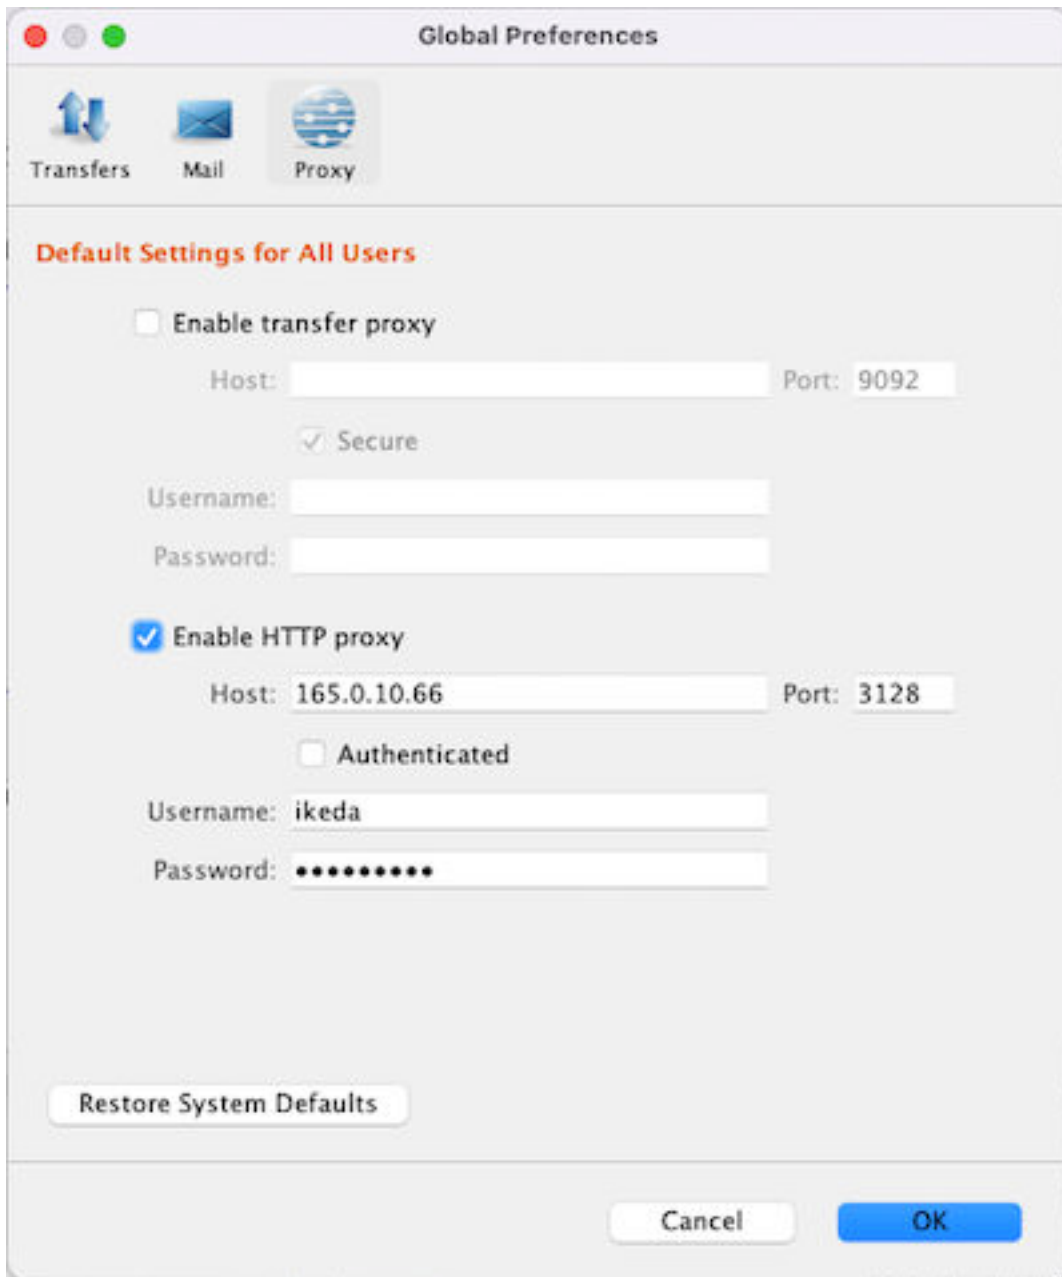 Global Preferences
Transfers Mail Proxy
Default Settings for All Users
Enable transfer proxy
Host: Port: 9092
Secure
Username:
Password:
Enable HTTP proxy
Host: 165.0.10.66 Port: 3128
Authenticated
Username: ikeda
Password: •••••••••
Restore System Defaults
Cancel OK